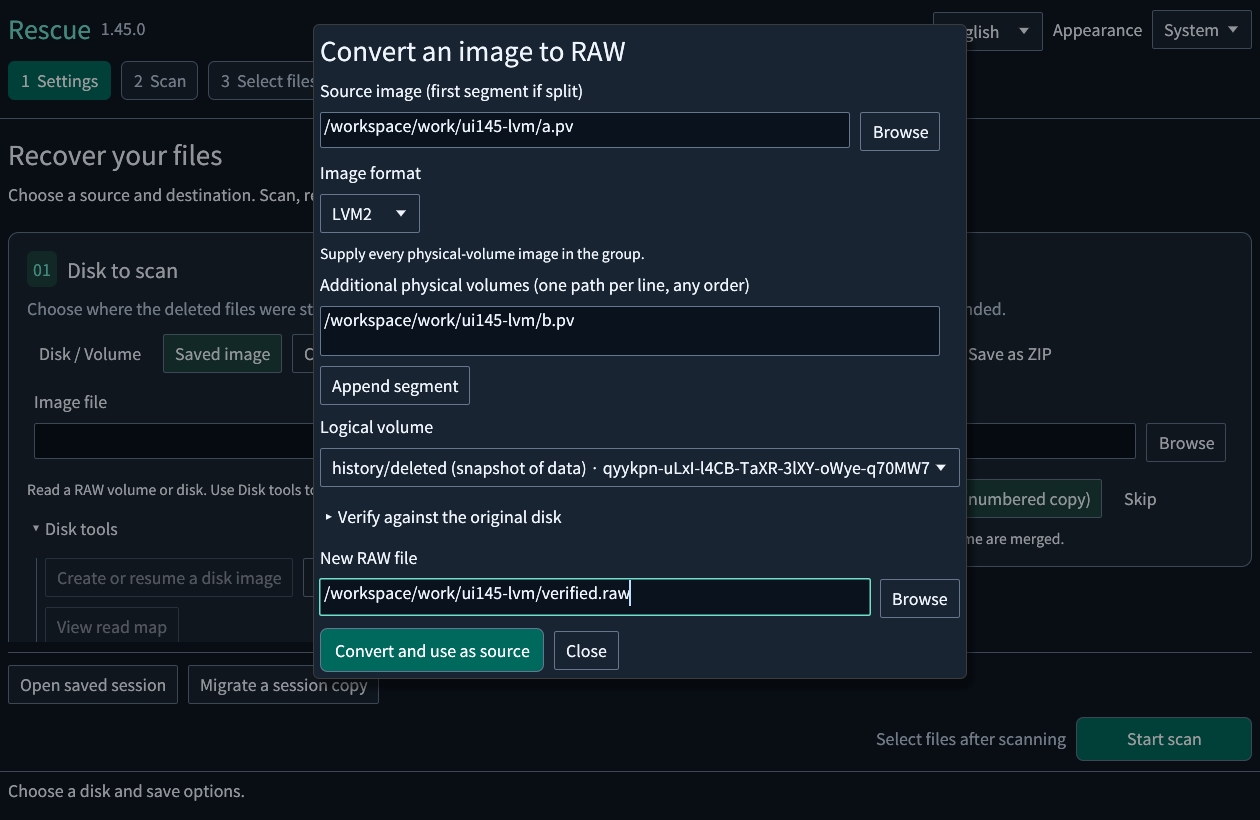 Rescue 1.45.0
glish
Appearance
System
1 Settings
2 Scan
3 Select files
Recover your files
Choose a source and destination. Scan,
01 Disk to scan
Choose where the deleted files were
Disk / Volume
Saved image
Image file
Read a RAW volume or disk. Use Disk tools
Disk tools
Create or resume a disk image
View read map
Open saved session
Migrate a session copy
Convert an image to RAW
Source image (first segment if split)
/workspace/work/ui145-lvm/a.pv
Browse
Image format
LVM2
Supply every physical-volume image in the group.
Additional physical volumes (one path per line, any order)
/workspace/work/ui145-lvm/b.pv
Append segment
Logical volume
history/deleted (snapshot of data) · qyykpn-uLxI-l4CB-TaXR-3lXY-oWye-q70MW7
Verify against the original disk
New RAW file
/workspace/work/ui145-lvm/verified.raw
Browse
Convert and use as source
Close
nded.
Save as ZIP
Browse
numbered copy)
Skip
me are merged.
Select files after scanning
Start scan
Choose a disk and save options.